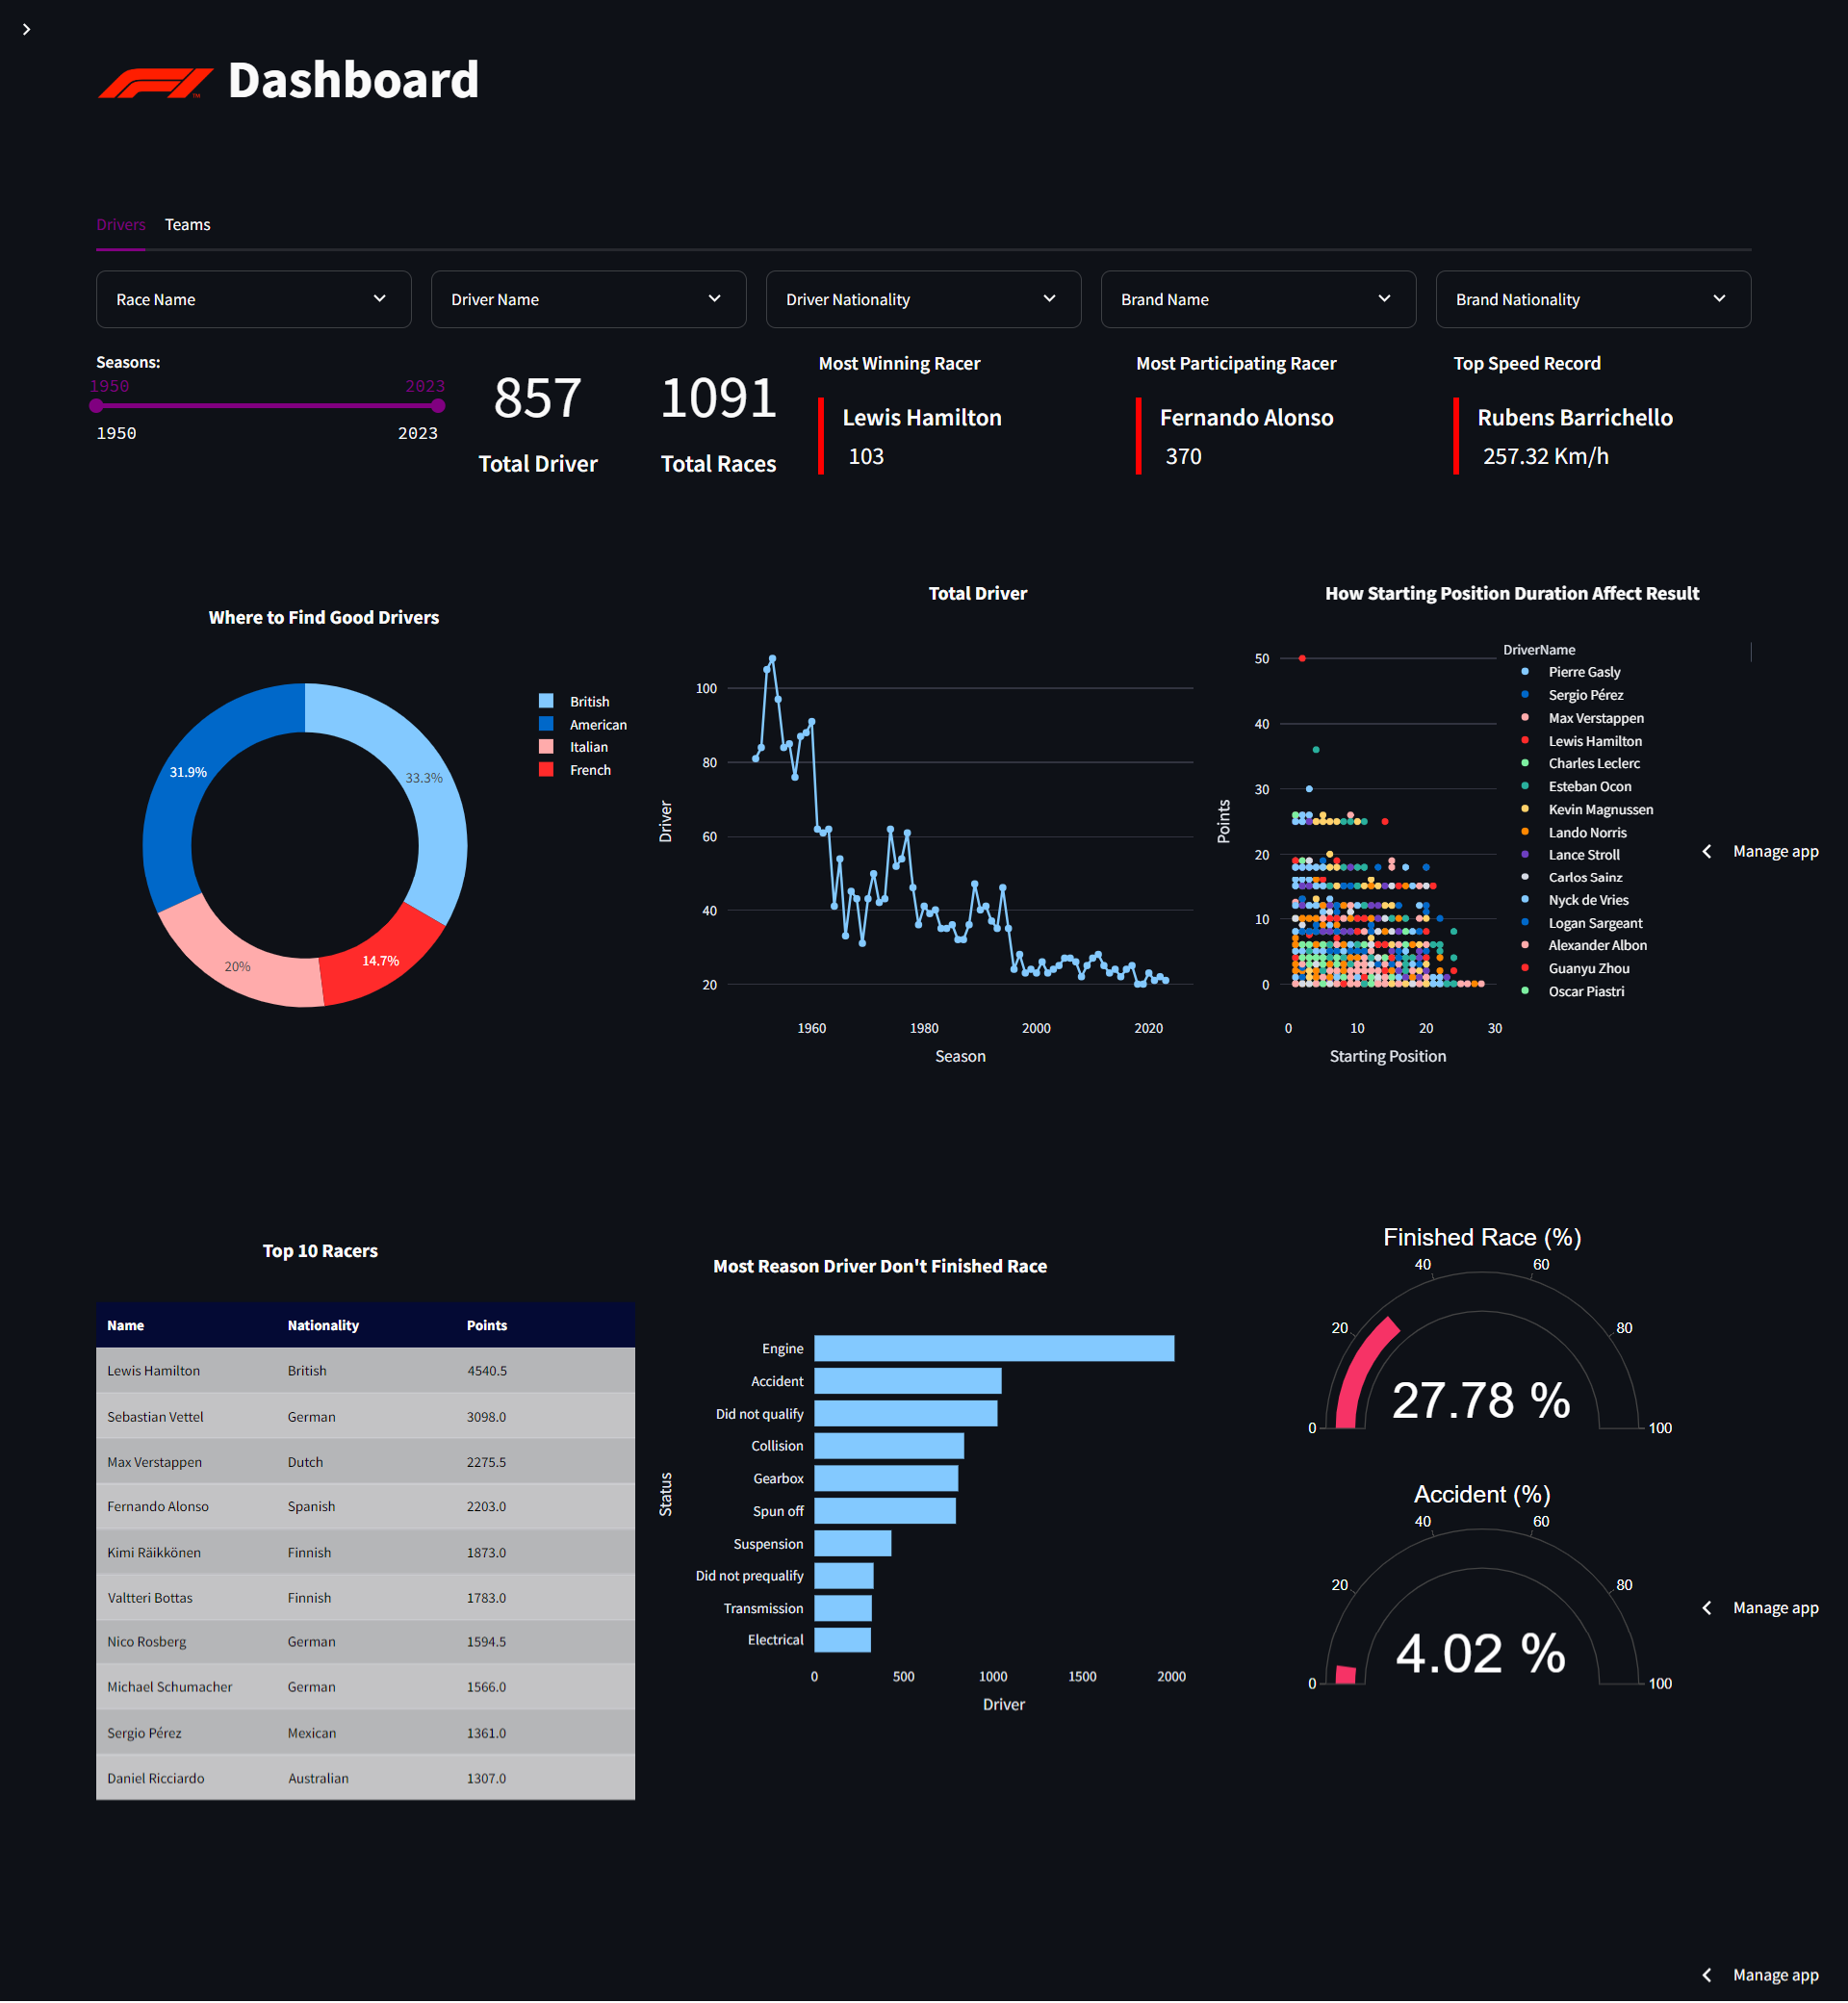 F1 Dashboard
Drivers Teams
Race Name Driver Name Driver Nationality Brand Name Brand Nationality
Seasons:
1950 2023
1950 2023
857
Total Driver
1091
Total Races
Most Winning Racer
Lewis Hamilton
103
Most Participating Racer
Fernando Alonso
370
Top Speed Record
Rubens Barrichello
257.32 Km/h
Where to Find Good Drivers
33.3%
31.9%
20%
14.7%
British
American
Italian
French
Total Driver
Driver
100
80
60
40
20
1960 1980 2000 2020
Season
How Starting Position Duration Affect Result
Points
50
40
30
20
10
0
0 10 20 30
Starting Position
DriverName
Pierre Gasly
Sergio Pérez
Max Verstappen
Lewis Hamilton
Charles Leclerc
Esteban Ocon
Kevin Magnussen
Lando Norris
Lance Stroll
Carlos Sainz
Nyck de Vries
Logan Sargeant
Alexander Albon
Guanyu Zhou
Oscar Piastri
Manage app
Top 10 Racers
Name Nationality Points
Lewis Hamilton British 4540.5
Sebastian Vettel German 3098.0
Max Verstappen Dutch 2275.5
Fernando Alonso Spanish 2203.0
Kimi Räikkönen Finnish 1873.0
Valtteri Bottas Finnish 1783.0
Nico Rosberg German 1594.5
Michael Schumacher German 1566.0
Sergio Pérez Mexican 1361.0
Daniel Ricciardo Australian 1307.0
Most Reason Driver Don't Finished Race
Status
Engine
Accident
Did not qualify
Collision
Gearbox
Spun off
Suspension
Did not prequalify
Transmission
Electrical
0 500 1000 1500 2000
Driver
Finished Race (%)
0 20 40 60 80 100
27.78 %
Accident (%)
0 20 40 60 80 100
4.02 %
Manage app
Manage app